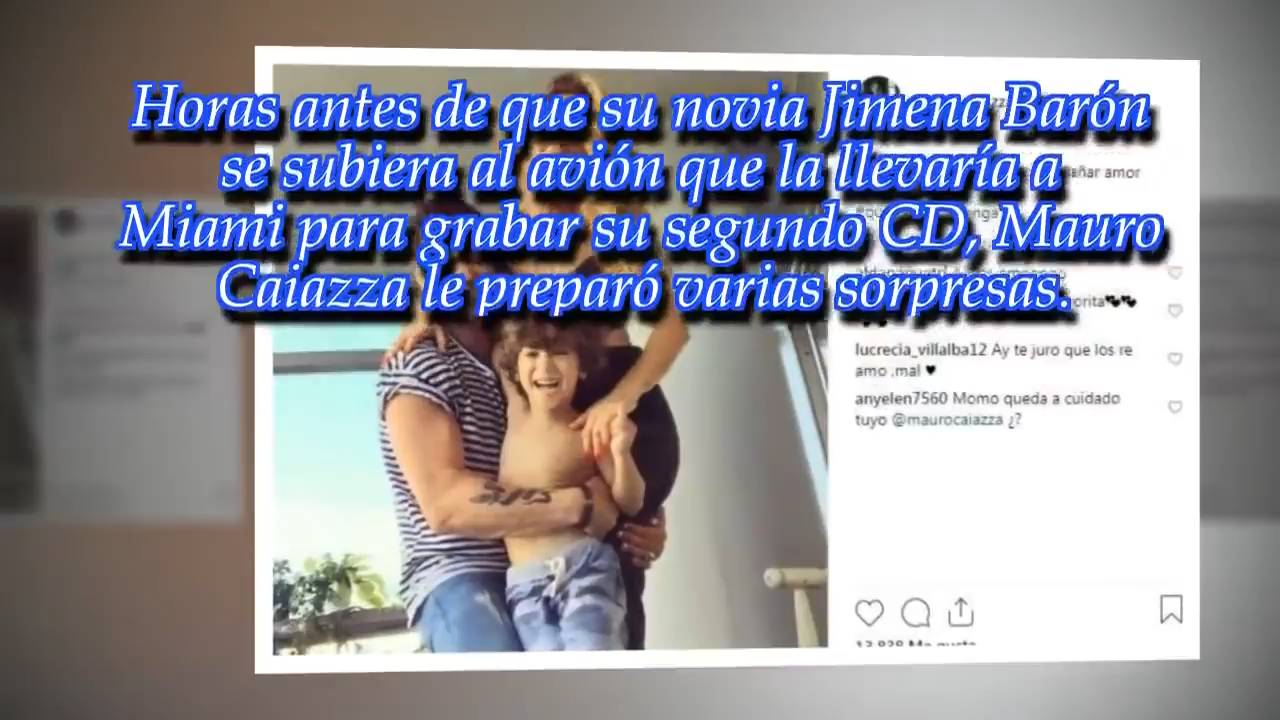 Horas antes de que su novia Jimena Barón
se subiera al avión que la llevaría a
Miami para grabar su segundo CD, Mauro
Caiazza le preparó varias sorpresas.
amor
lucrecia_villalba12 Ay te juro que los re
amo .mal ♥
anyelen7560 Momo queda a cuidado
tuyo @maurocaiazza ¿?